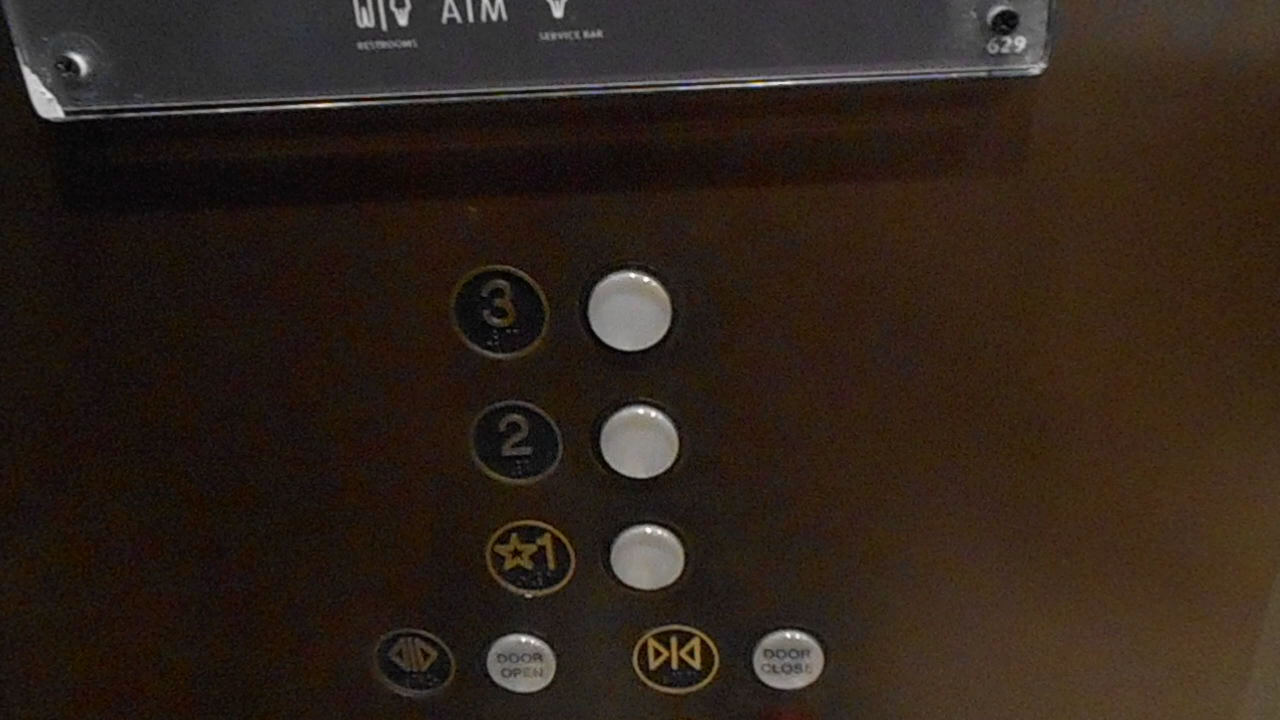 ATM
RESTROOMS
SERVICE BAR
629
3
2
★1
DOOR
OPEN
DOOR
CLOSE